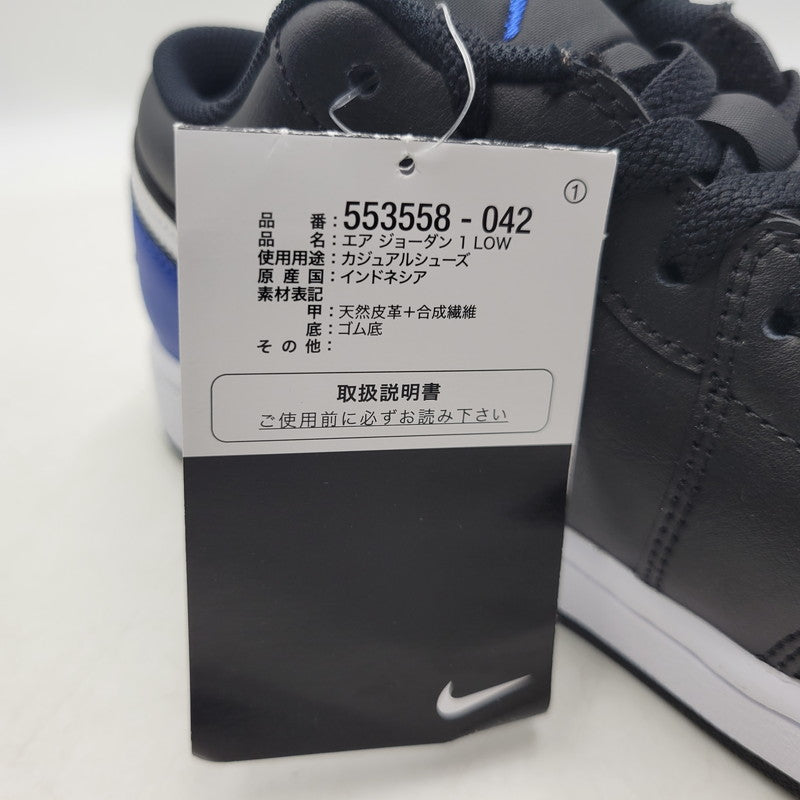 ①
品番：553558 - 042
品名：エア ジョーダン 1 LOW
使用用途：カジュアルシューズ
原産国：インドネシア
素材表記
甲：天然皮革＋合成繊維
底：ゴム底
その他：
取扱説明書
ご使用前に必ずお読み下さい